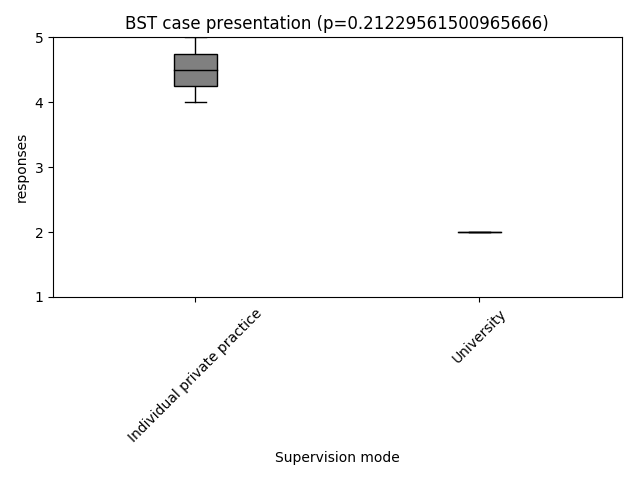 BST case presentation (p=0.21229561500965666)
5
4
3
2
1
responses
Individual private practice
University
Supervision mode